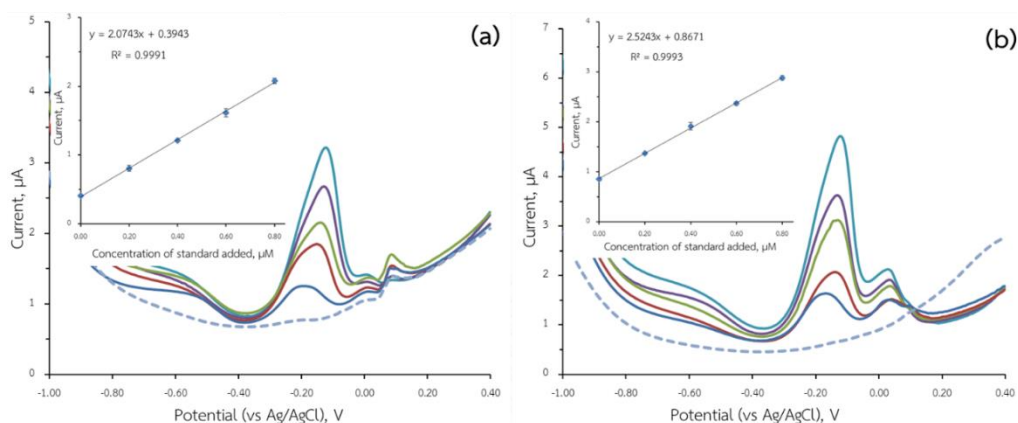 (a)
y = 2.0743x + 0.3943
R² = 0.9991
Current, μA
3
2
1
0
0.00 0.20 0.40 0.60 0.80
Concentration of standard added, μM
Current, μA
5
4
3
2
1
0
-1.00 -0.80 -0.60 -0.40 -0.20 0.00 0.20 0.40
Potential (vs Ag/AgCl), V
(b)
y = 2.5243x + 0.8671
R² = 0.9993
Current, μA
4
3
2
1
0
0.00 0.20 0.40 0.60 0.80
Concentration of standard added, μM
Current, μA
7
6
5
4
3
2
1
0
-1.00 -0.80 -0.60 -0.40 -0.20 0.00 0.20 0.40
Potential (vs Ag/AgCl), V